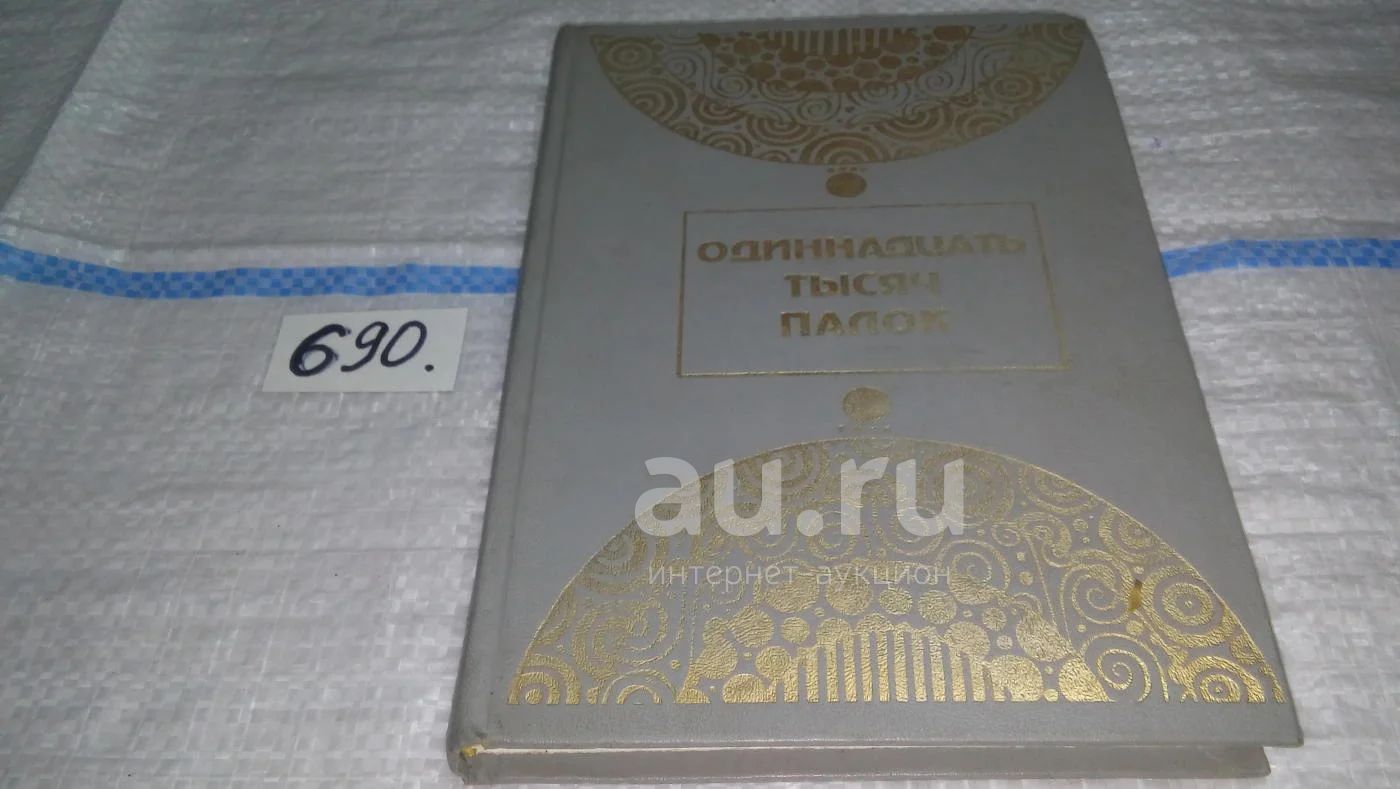 ОДИННАДЦАТЬ
ТЫСЯЧ
ПАЛОК
690.
au.ru
интернет-аукцион